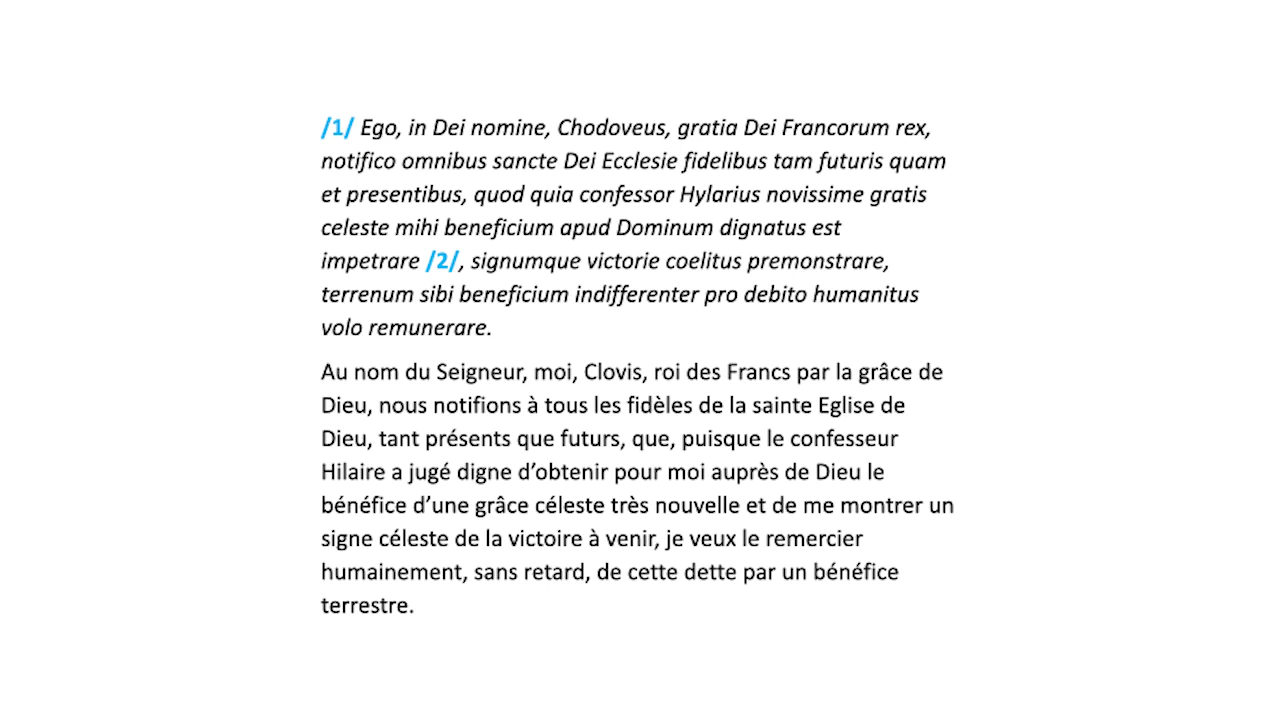 /1/ Ego, in Dei nomine, Chodoveus, gratia Dei Francorum rex,
notifico omnibus sancte Dei Ecclesie fidelibus tam futuris quam
et presentibus, quod quia confessor Hylarius novissime gratis
celeste mihi beneficium apud Dominum dignatus est
impetrare /2/, signumque victorie coelitus premonstrare,
terrenum sibi beneficium indifferenter pro debito humanitus
volo remunerare.
Au nom du Seigneur, moi, Clovis, roi des Francs par la grâce de
Dieu, nous notifions à tous les fidèles de la sainte Eglise de
Dieu, tant présents que futurs, que, puisque le confesseur
Hilaire a jugé digne d’obtenir pour moi auprès de Dieu le
bénéfice d’une grâce céleste très nouvelle et de me montrer un
signe céleste de la victoire à venir, je veux le remercier
humainement, sans retard, de cette dette par un bénéfice
terrestre.